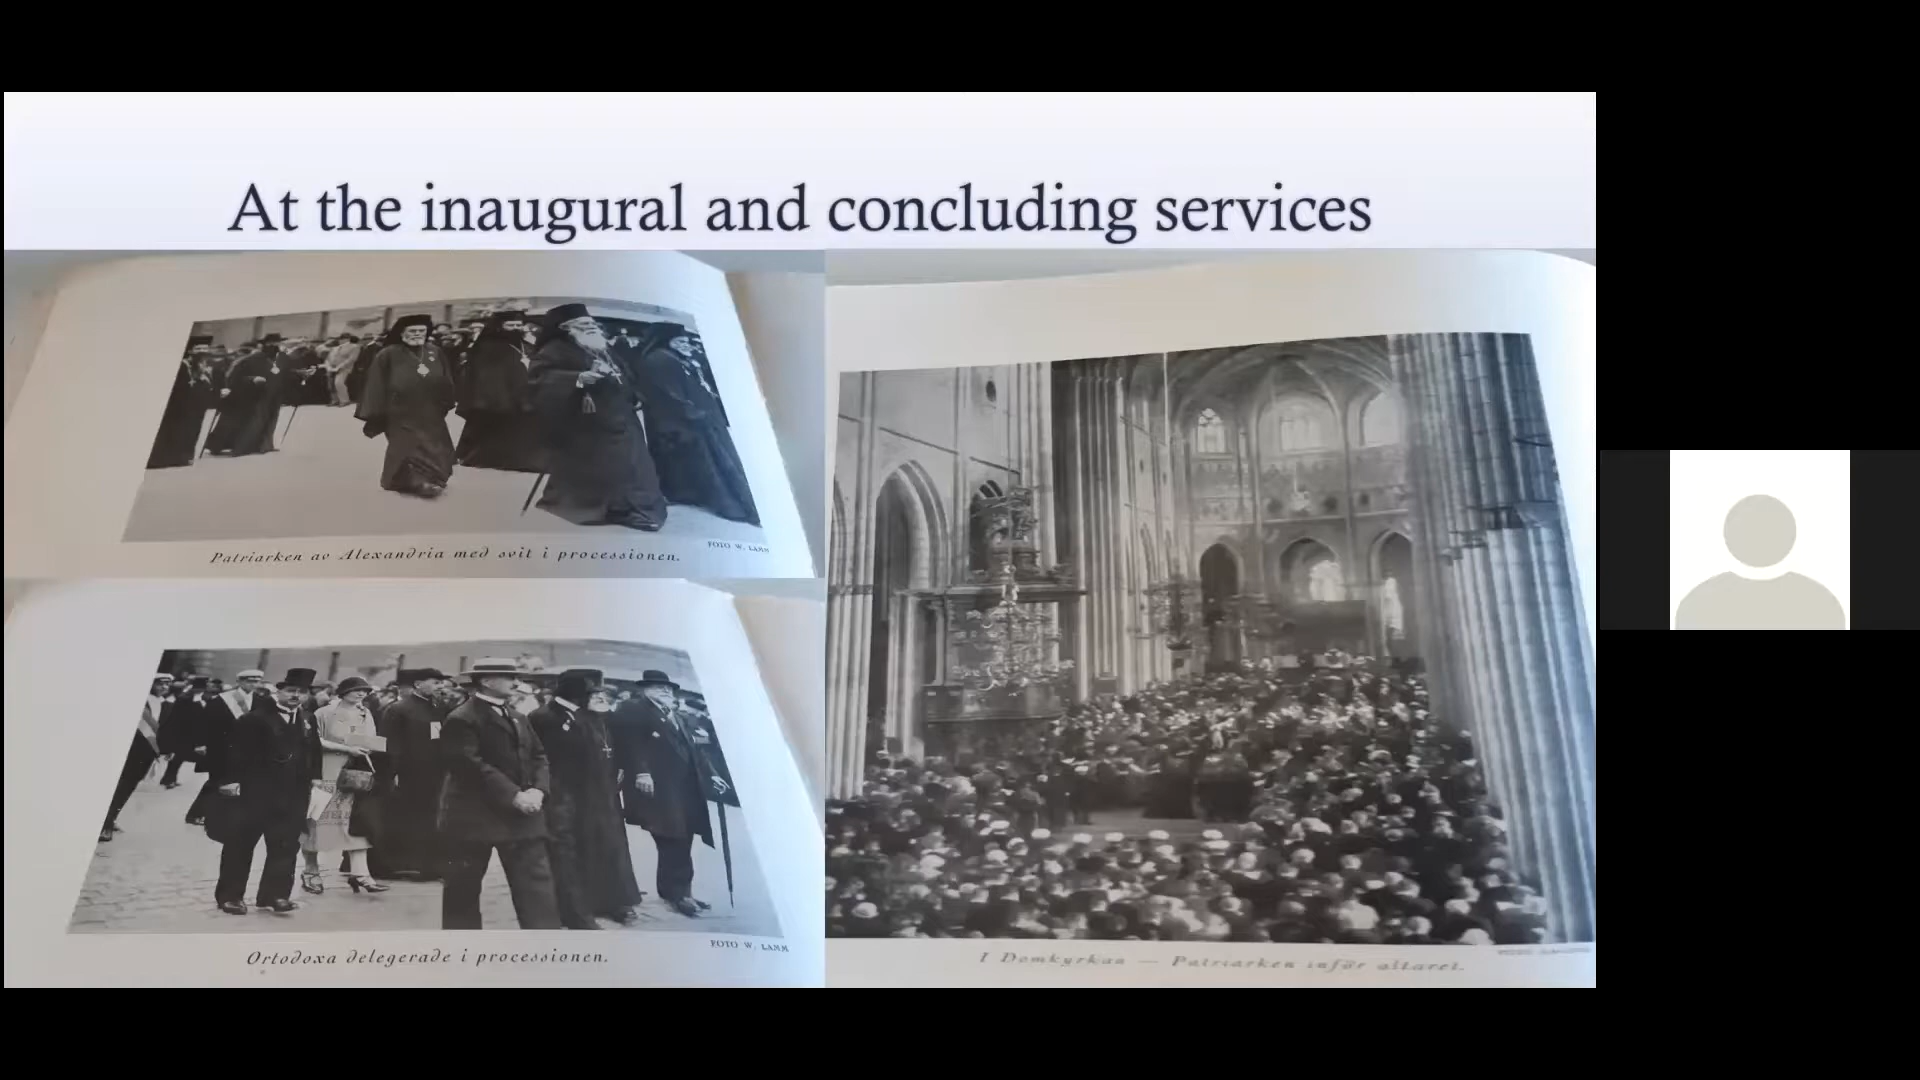 At the inaugural and concluding services
Patriarken av Alexandria med svit i processionen.
FOTO W. LAMM
Ortodoxa delegerade i processionen.
FOTO W. LAMM
I Domkyrkan — Patriarken inför altaret.